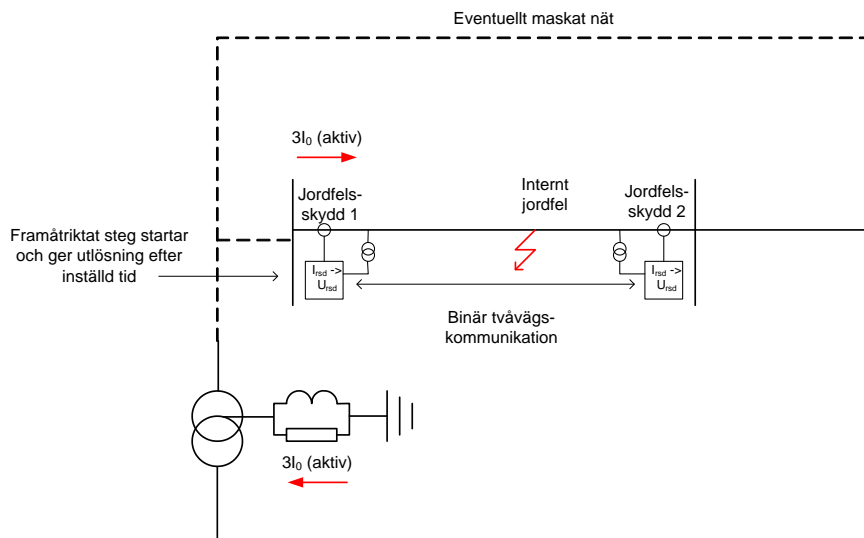 Eventuellt maskat nät
3I₀ (aktiv)
Jordfels-
skydd 1
Internt
jordfel
Jordfels-
skydd 2
Framåtriktat steg startar
och ger utlösning efter
inställd tid
Iᵣₛd ->
Uᵣₛd
Iᵣₛd ->
Uᵣₛd
Binär tvåvägs-
kommunikation
3I₀ (aktiv)